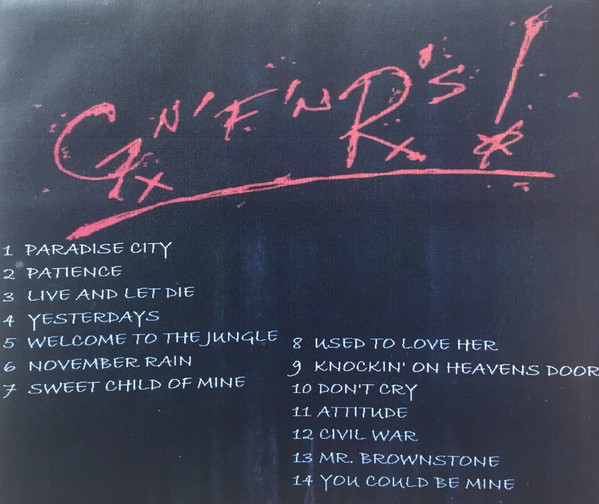 G N' F 'N R's!
1 PARADISE CITY
2 PATIENCE
3 LIVE AND LET DIE
4 YESTERDAYS
5 WELCOME TO THE JUNGLE
6 NOVEMBER RAIN
7 SWEET CHILD OF MINE
8 USED TO LOVE HER
9 KNOCKIN' ON HEAVENS DOOR
10 DON'T CRY
11 ATTITUDE
12 CIVIL WAR
13 MR. BROWNSTONE
14 YOU COULD BE MINE